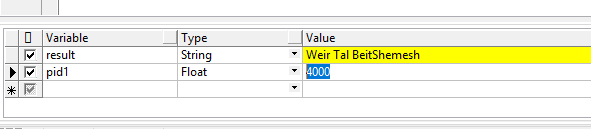 Variable Type Value
result String Weir Tal BeitShemesh
pid1 Float 4000